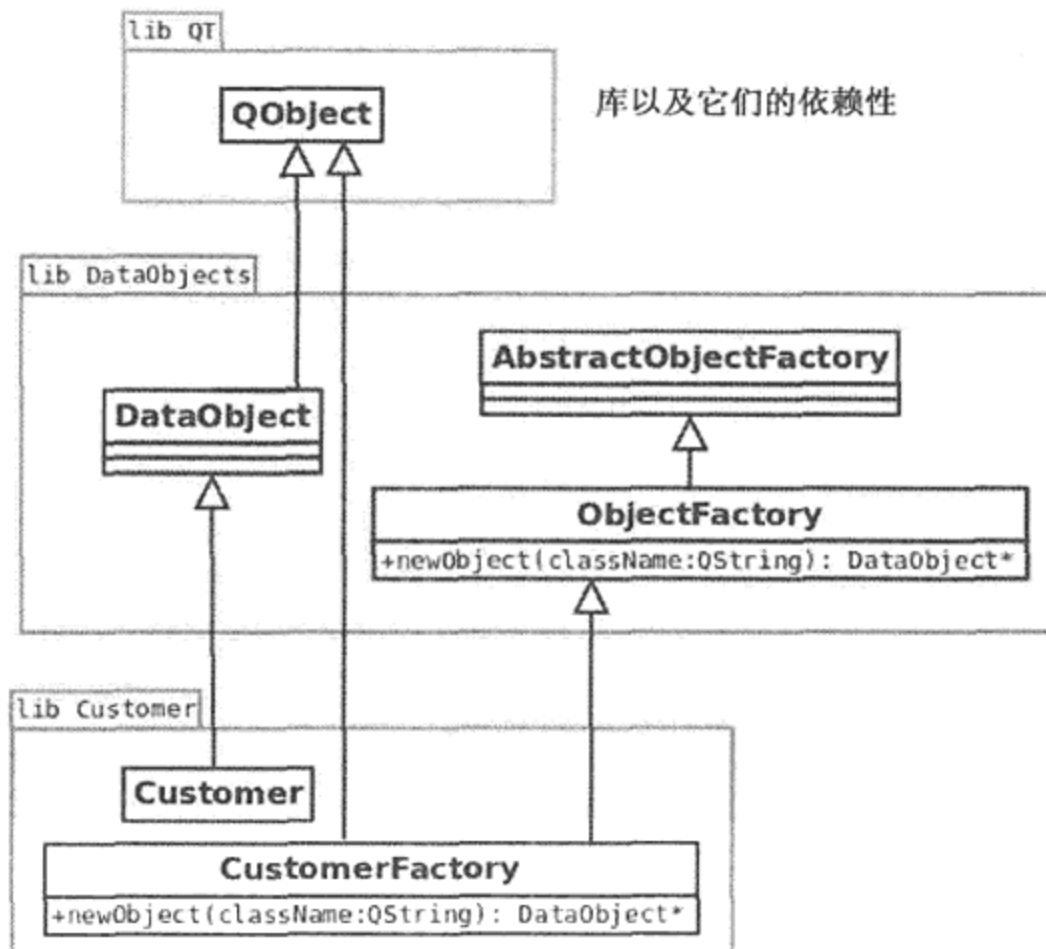 lib QT
QObject
库以及它们的依赖性
lib DataObjects
AbstractObjectFactory
DataObject
ObjectFactory
+newObject(className:QString): DataObject*
lib Customer
Customer
CustomerFactory
+newObject(className:QString): DataObject*